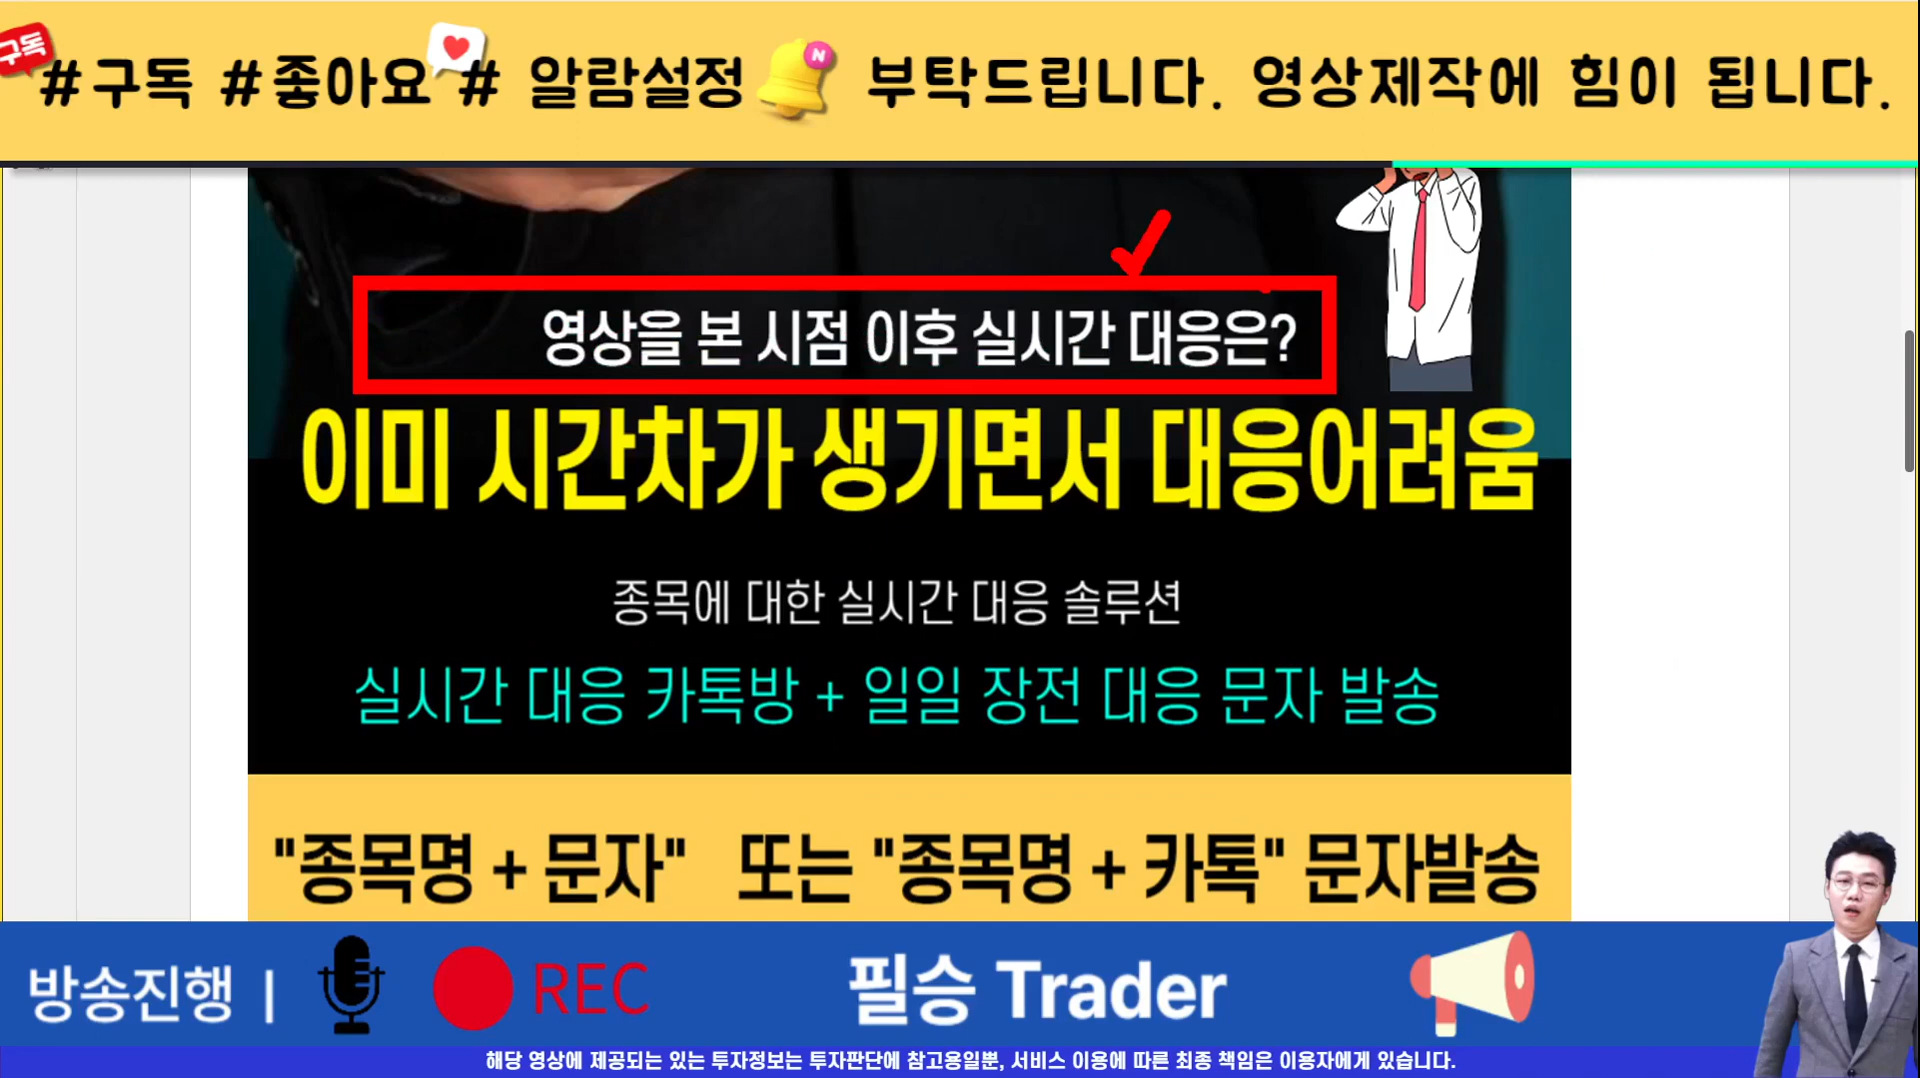 구독
#구독 #좋아요 # 알람설정 N 부탁드립니다. 영상제작에 힘이 됩니다.
영상을 본 시점 이후 실시간 대응은?
이미 시간차가 생기면서 대응어려움
종목에 대한 실시간 대응 솔루션
실시간 대응 카톡방 + 일일 장전 대응 문자 발송
"종목명 + 문자" 또는 "종목명 + 카톡" 문자발송
방송진행 | REC 필승 Trader
해당 영상에 제공되는 있는 투자정보는 투자판단에 참고용일뿐, 서비스 이용에 따른 최종 책임은 이용자에게 있습니다.